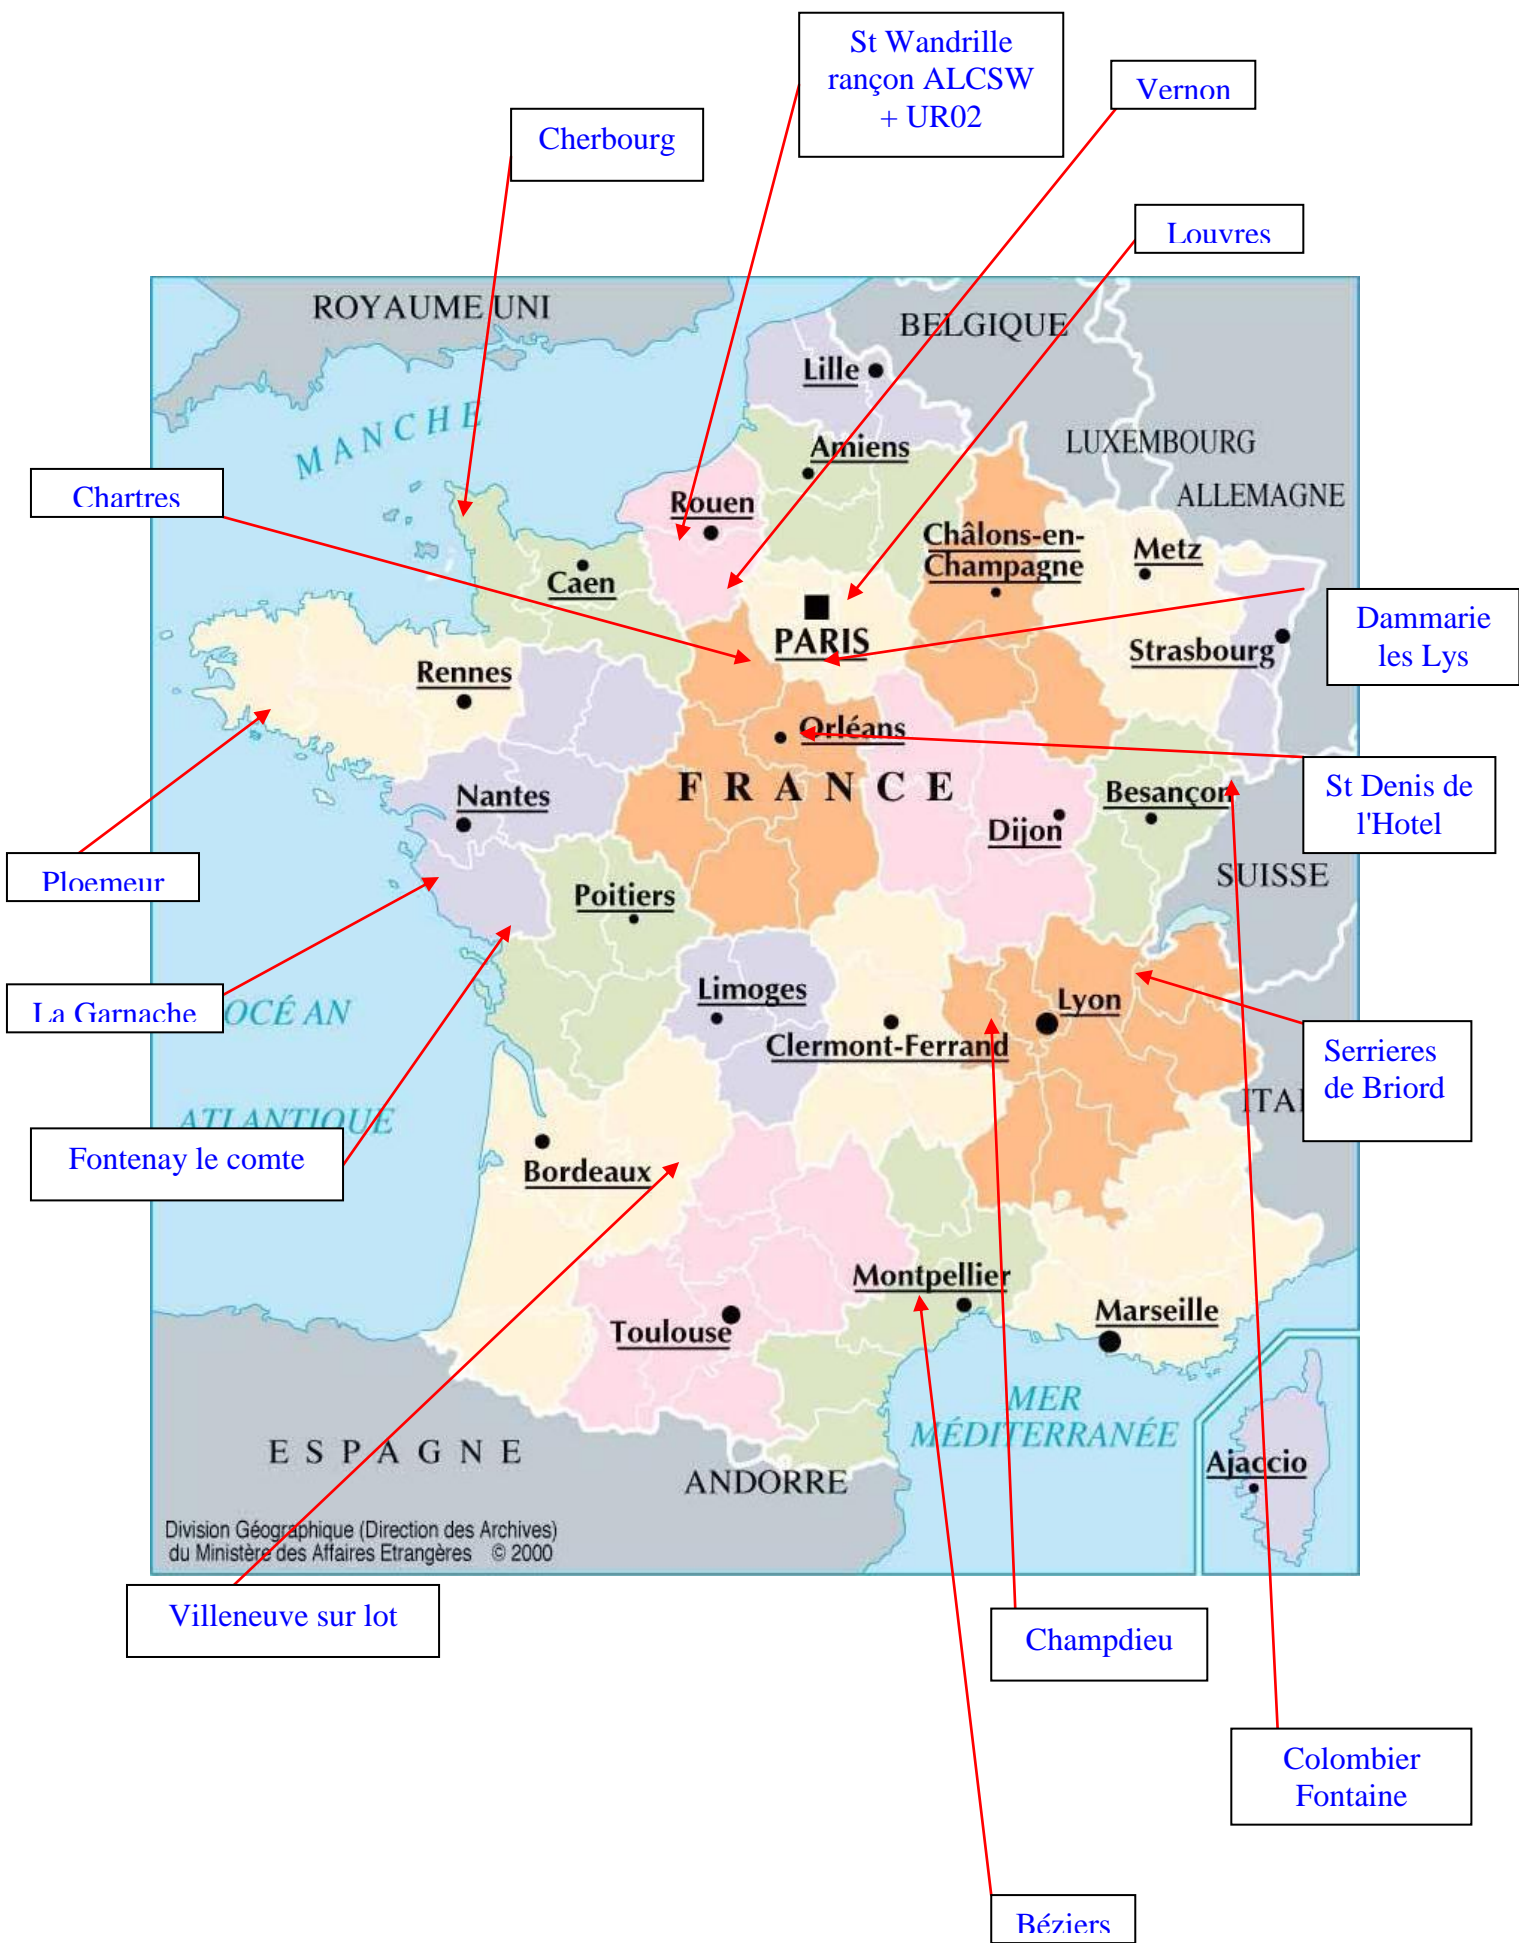 St Wandrille
rançon ALCSW
+ UR02
Vernon
Cherbourg
Louvres
ROYAUME UNI
BELGIQUE
Lille
MANCHE
Amiens
LUXEMBOURG
Chartres
Rouen
ALLEMAGNE
Châlons-en-
Champagne
Metz
Caen
PARIS
Strasbourg
Dammarie
les Lys
Rennes
Orléans
FRANCE
Nantes
Besançon
Dijon
St Denis de
l'Hotel
Ploemeur
Poitiers
SUISSE
La Garnache
OCÉAN
Limoges
Lyon
Clermont-Ferrand
Serrieres
de Briord
ATLANTIQUE
ITA
Fontenay le comte
Bordeaux
Montpellier
Marseille
Toulouse
MER
MÉDITERRANÉE
ESPAGNE
ANDORRE
Ajaccio
Division Géographique (Direction des Archives)
du Ministère des Affaires Etrangères © 2000
Villeneuve sur lot
Champdieu
Colombier
Fontaine
Béziers